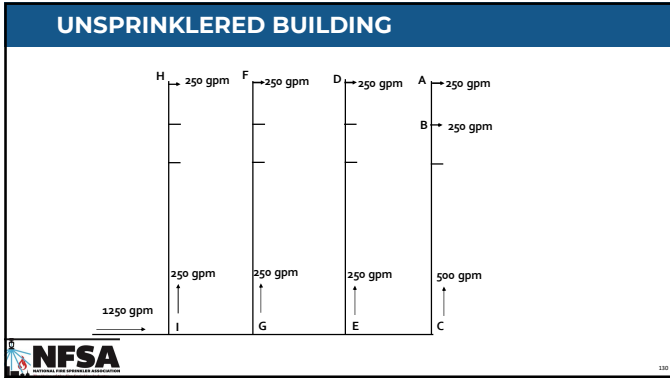 UNSPRINKLERED BUILDING
H 250 gpm F 250 gpm D 250 gpm A 250 gpm
B 250 gpm
250 gpm 250 gpm 250 gpm 500 gpm
1250 gpm
I G E C
NFSA
NATIONAL FIRE SPRINKLER ASSOCIATION
130